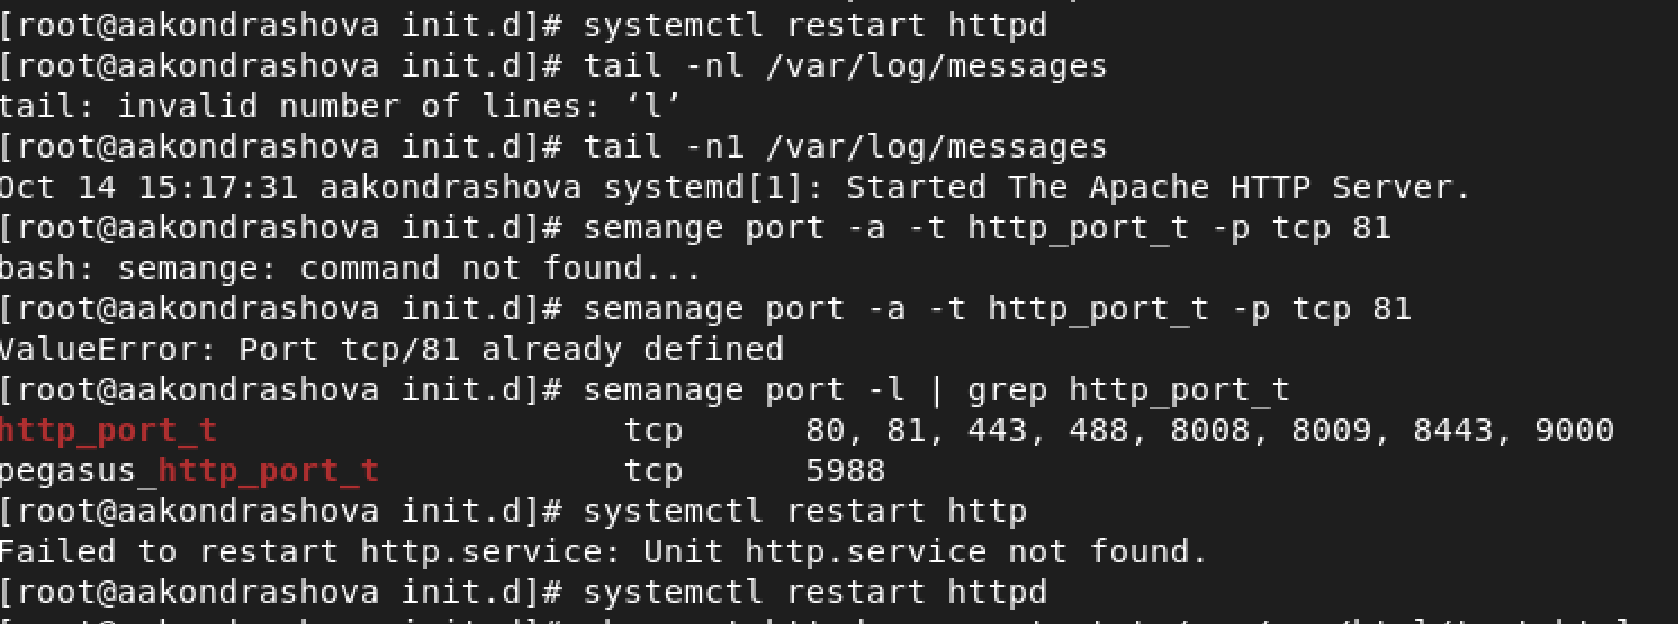 [root@aakondrashova init.d]# systemctl restart httpd
[root@aakondrashova init.d]# tail -nl /var/log/messages
tail: invalid number of lines: ‘l’
[root@aakondrashova init.d]# tail -n1 /var/log/messages
Oct 14 15:17:31 aakondrashova systemd[1]: Started The Apache HTTP Server.
[root@aakondrashova init.d]# semange port -a -t http_port_t -p tcp 81
bash: semange: command not found...
[root@aakondrashova init.d]# semanage port -a -t http_port_t -p tcp 81
ValueError: Port tcp/81 already defined
[root@aakondrashova init.d]# semanage port -l | grep http_port_t
http_port_t                    tcp      80, 81, 443, 488, 8008, 8009, 8443, 9000
pegasus_http_port_t            tcp      5988
[root@aakondrashova init.d]# systemctl restart http
Failed to restart http.service: Unit http.service not found.
[root@aakondrashova init.d]# systemctl restart httpd